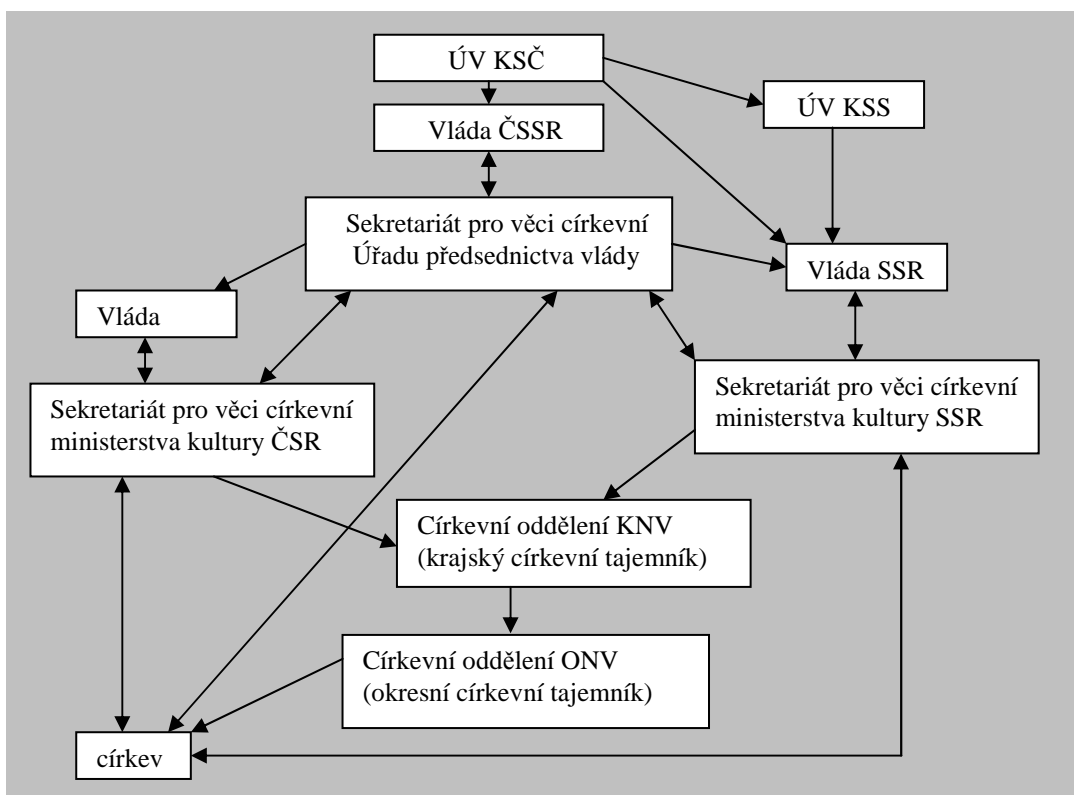 ÚV KSČ
ÚV KSS
Vláda ČSSR
Sekretariát pro věci církevní
Úřadu předsednictva vlády
Vláda SSR
Vláda
Sekretariát pro věci církevní
ministerstva kultury ČSR
Sekretariát pro věci církevní
ministerstva kultury SSR
Církevní oddělení KNV
(krajský církevní tajemník)
Církevní oddělení ONV
(okresní církevní tajemník)
církev